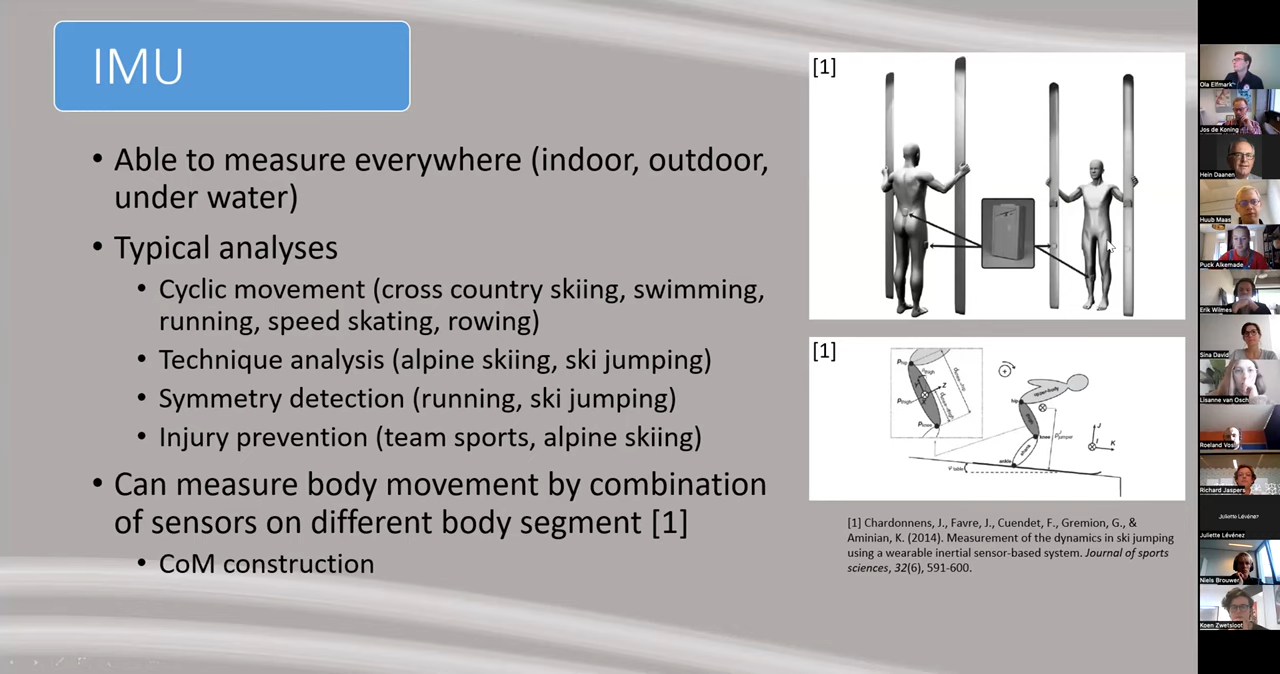 IMU
• Able to measure everywhere (indoor, outdoor,
under water)
• Typical analyses
• Cyclic movement (cross country skiing, swimming,
running, speed skating, rowing)
• Technique analysis (alpine skiing, ski jumping)
• Symmetry detection (running, ski jumping)
• Injury prevention (team sports, alpine skiing)
• Can measure body movement by combination
of sensors on different body segment [1]
• CoM construction
[1]
[1]
hip
upper-body
knee
ankle
[1] Chardonnens, J., Favre, J., Cuendet, F., Gremion, G., &
Aminian, K. (2014). Measurement of the dynamics in ski jumping
using a wearable inertial sensor-based system. Journal of sports
sciences, 32(6), 591-600.
Ola Elfmark
Jos de Koning
Hein Daanen
Huub Maas
Puck Alkemade
Erik Wilmes
Sina David
Lisanne van Osch
Roeland Vos
Richard Jaspers
Juliette Lévénez
Juliette Lévénez
Niels Brouwer
Koen Zwetsloot